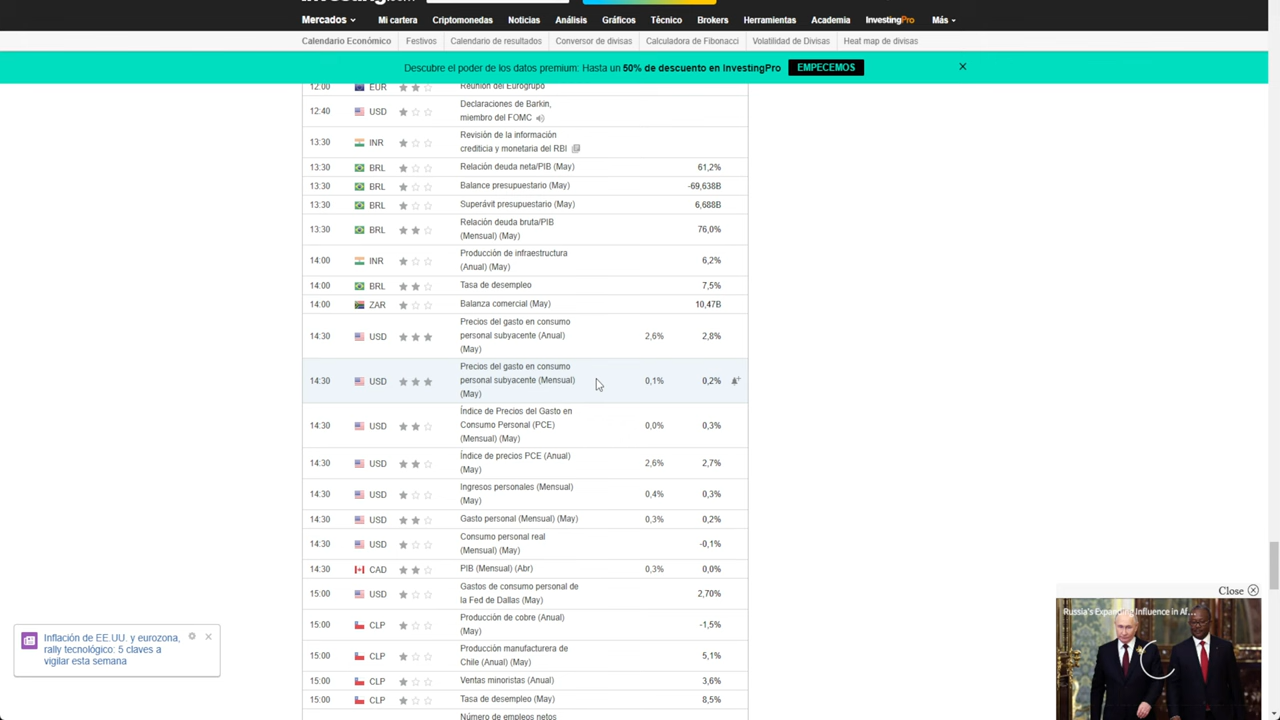 Mercados
Mi cartera
Criptomonedas
Noticias
Análisis
Gráficos
Técnico
Brokers
Herramientas
Academia
InvestingPro
Más
Calendario Económico
Festivos
Calendario de resultados
Conversor de divisas
Calculadora de Fibonacci
Volatilidad de Divisas
Heat map de divisas
Descubre el poder de los datos premium: Hasta un 50% de descuento en InvestingPro
EMPECEMOS
12:00 EUR Reunión del Eurogrupo
12:40 USD Declaraciones de Barkin,
miembro del FOMC
13:30 INR Revisión de la información
crediticia y monetaria del RBI
13:30 BRL Relación deuda neta/PIB (May) 61,2%
13:30 BRL Balance presupuestario (May) -69,638B
13:30 BRL Superávit presupuestario (May) 6,688B
13:30 BRL Relación deuda bruta/PIB
(Mensual) (May) 76,0%
14:00 INR Producción de infraestructura
(Anual) (May) 6,2%
14:00 BRL Tasa de desempleo 7,5%
14:00 ZAR Balanza comercial (May) 10,47B
Precios del gasto en consumo
14:30 USD personal subyacente (Anual) 2,6% 2,8%
(May)
Precios del gasto en consumo
14:30 USD personal subyacente (Mensual) 0,1% 0,2%
(May)
Índice de Precios del Gasto en
14:30 USD Consumo Personal (PCE) 0,0% 0,3%
(Mensual) (May)
14:30 USD Índice de precios PCE (Anual) 2,6% 2,7%
(May)
14:30 USD Ingresos personales (Mensual) 0,4% 0,3%
(May)
14:30 USD Gasto personal (Mensual) (May) 0,3% 0,2%
14:30 USD Consumo personal real
(Mensual) (May) -0,1%
14:30 CAD PIB (Mensual) (Abr) 0,3% 0,0%
15:00 USD Gastos de consumo personal de
la Fed de Dallas (May) 2,70%
15:00 CLP Producción de cobre (Anual)
(May) -1,5%
15:00 CLP Producción manufacturera de
Chile (Anual) (May) 5,1%
15:00 CLP Ventas minoristas (Anual) 3,6%
15:00 CLP Tasa de desempleo (May) 8,5%
Número de empleos netos
Inflación de EE.UU. y eurozona,
rally tecnológico: 5 claves a
vigilar esta semana
Close
Russia's Expanding Influence in Af...